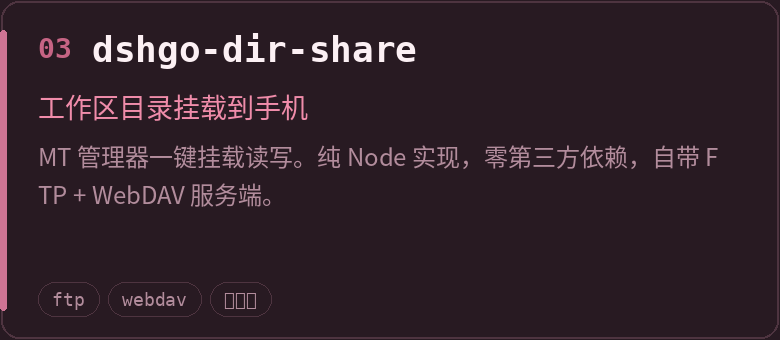 03 dshgo-dir-share
工作区目录挂载到手机
MT 管理器一键挂载读写。纯 Node 实现，零第三方依赖，自带 F
TP + WebDAV 服务端。
ftp webdav